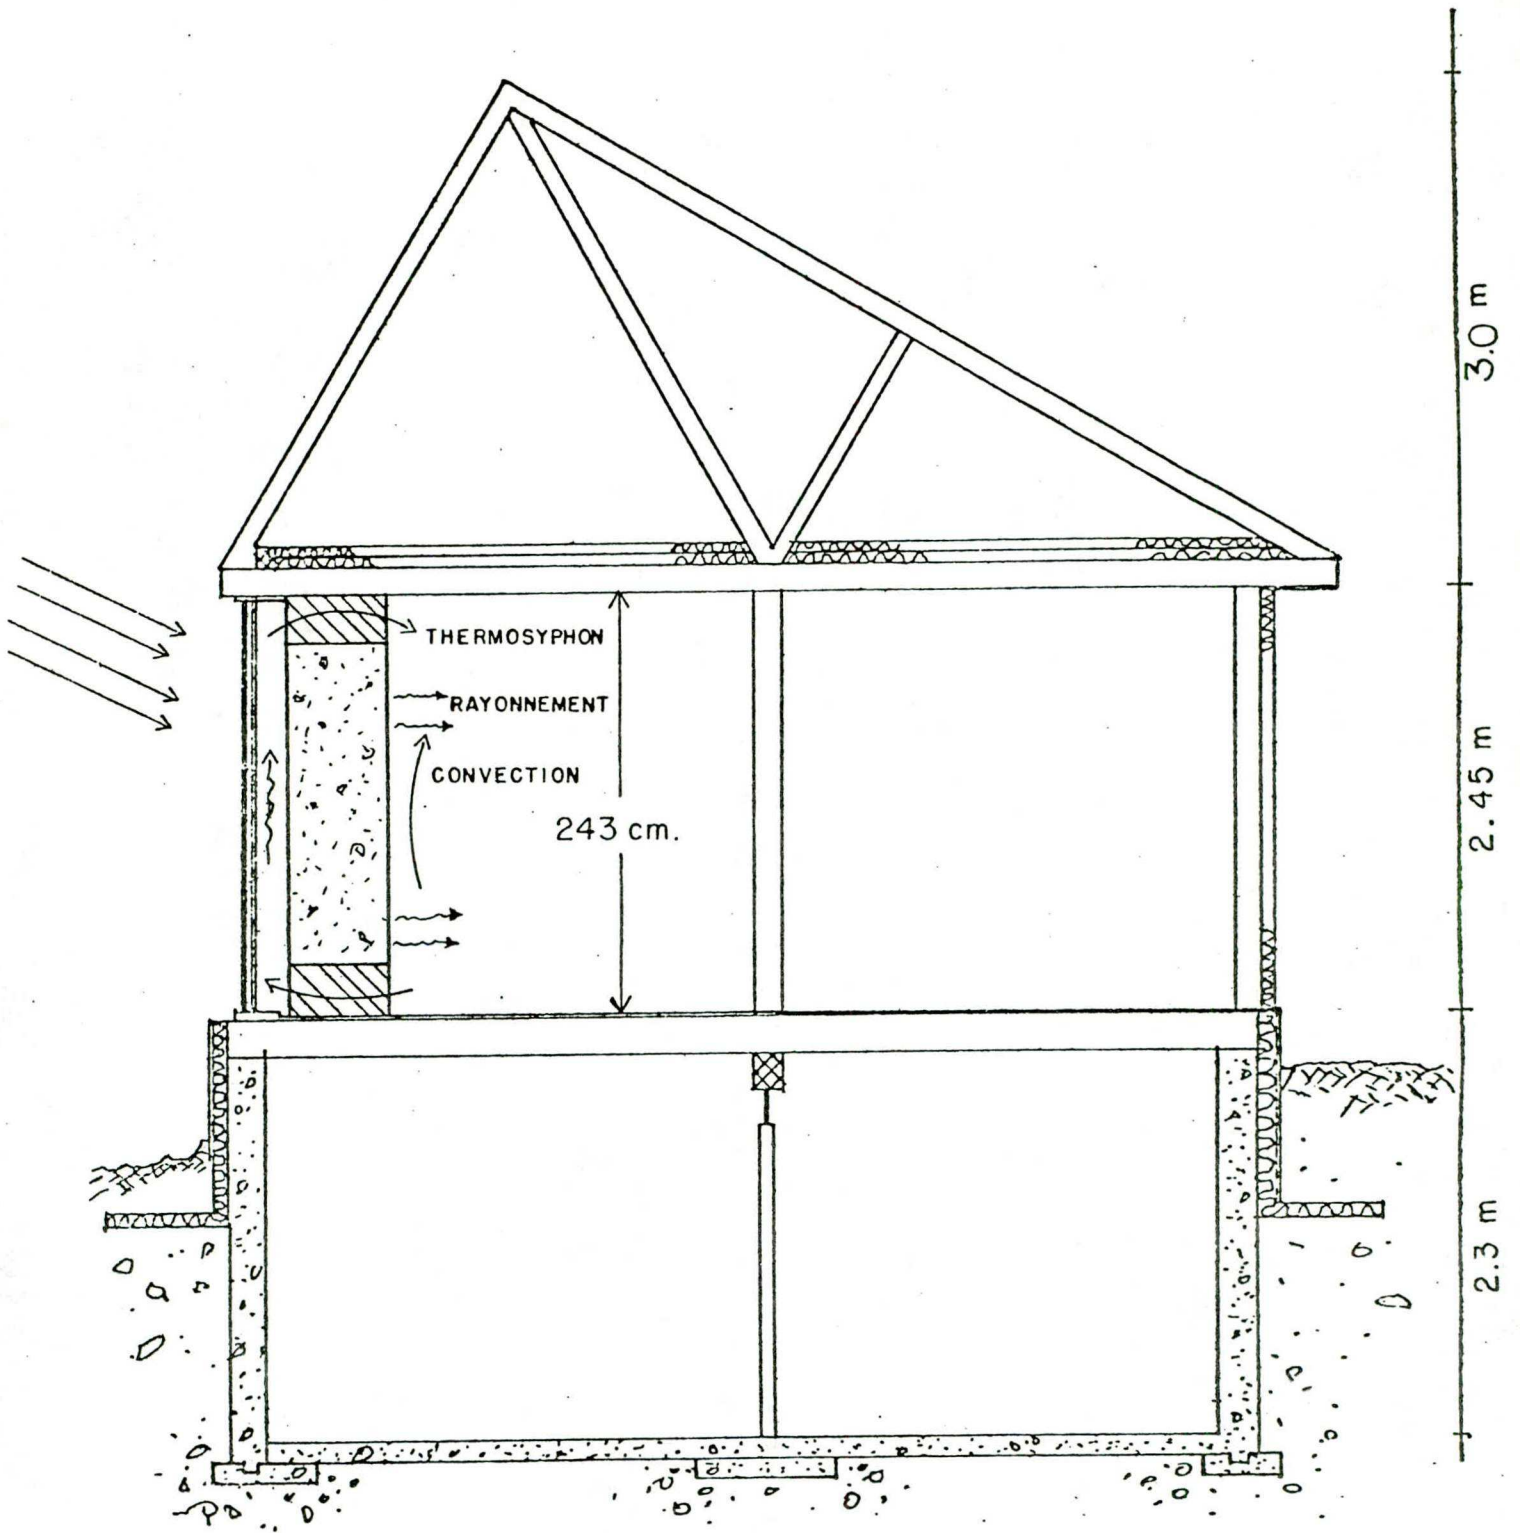 3.0 m
THERMOSYPHON
RAYONNEMENT
CONVECTION
243 cm.
2.45 m
2.3 m